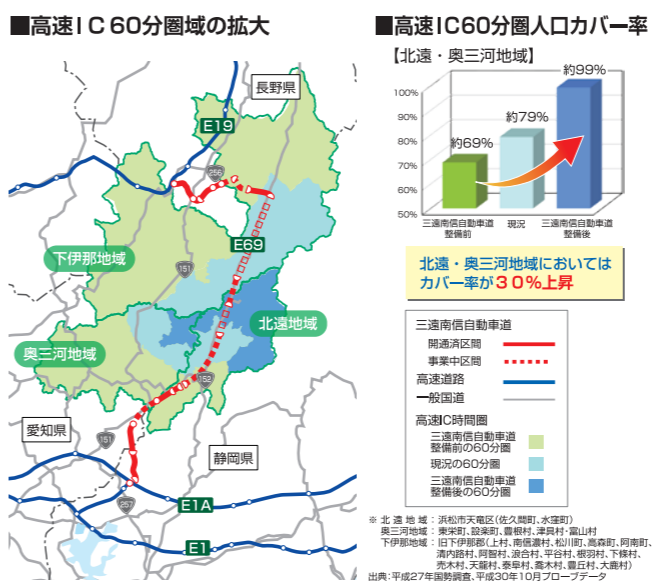 ■高速IC60分圏域の拡大
長野県
E19
256
E69
下伊那地域
151
北遠地域
奥三河地域
152
愛知県
151
静岡県
257
E1A
E1
■高速IC60分圏人口カバー率
【北遠・奥三河地域】
約99%
100%
90%
約79%
80%
約69%
70%
60%
50%
三遠南信自動車道
整備前
現況
三遠南信自動車道
整備後
北遠・奥三河地域においては
カバー率が30%上昇
三遠南信自動車道
開通済区間
事業中区間
高速道路
一般国道
高速IC時間圏
三遠南信自動車道
整備前の60分圏
現況の60分圏
三遠南信自動車道
整備後の60分圏
※北遠地域：浜松市天竜区(佐久間町、水窪町)
奥三河地域：東栄町、設楽町、豊根村、津具村・富山村
下伊那地域：旧下伊那郡(上村、南信濃村、松川町、高森町、阿南町、
清内路村、阿智村、浪合村、平谷村、根羽村、下條村、
売木村、天龍村、泰阜村、喬木村、豊丘村、大鹿村)
出典：平成27年国勢調査、平成30年10月プローブデータ